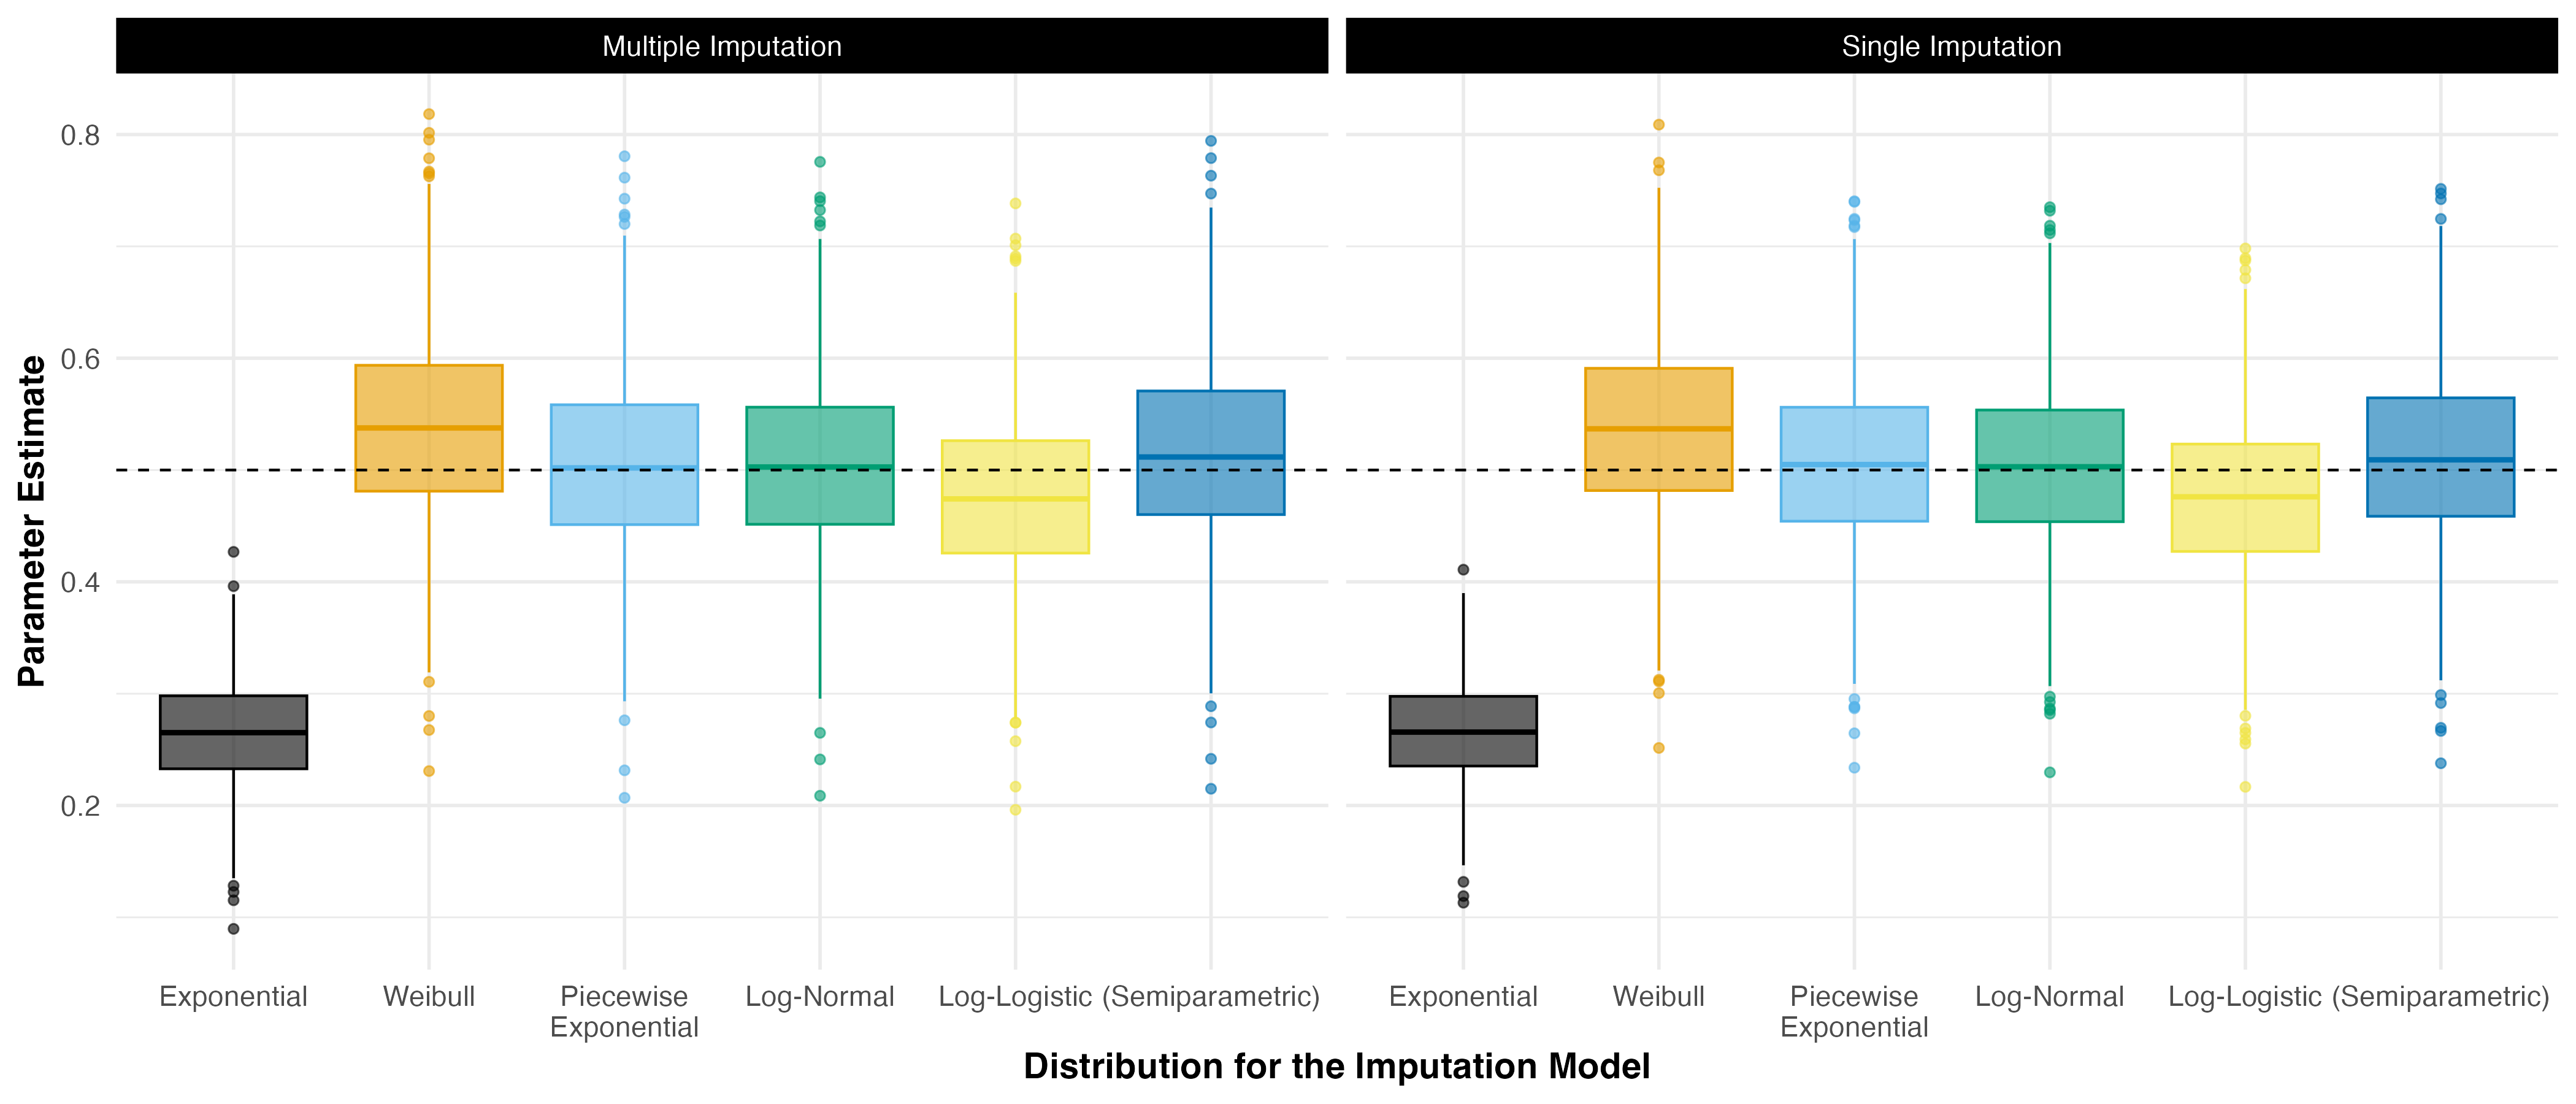 Multiple Imputation
Single Imputation
Parameter Estimate
0.8
0.6
0.4
0.2
Exponential
Weibull
Piecewise
Exponential
Log-Normal
Log-Logistic
(Semiparametric)
Exponential
Weibull
Piecewise
Exponential
Log-Normal
Log-Logistic
(Semiparametric)
Distribution for the Imputation Model